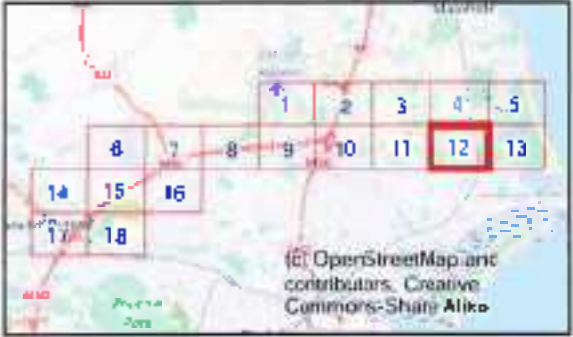 1 2 3 4 5
6 7 8 9 10 11 12 13
14 15 16
17 18
(c) OpenStreetMap and
contributors, Creative
Commons-Share Alike